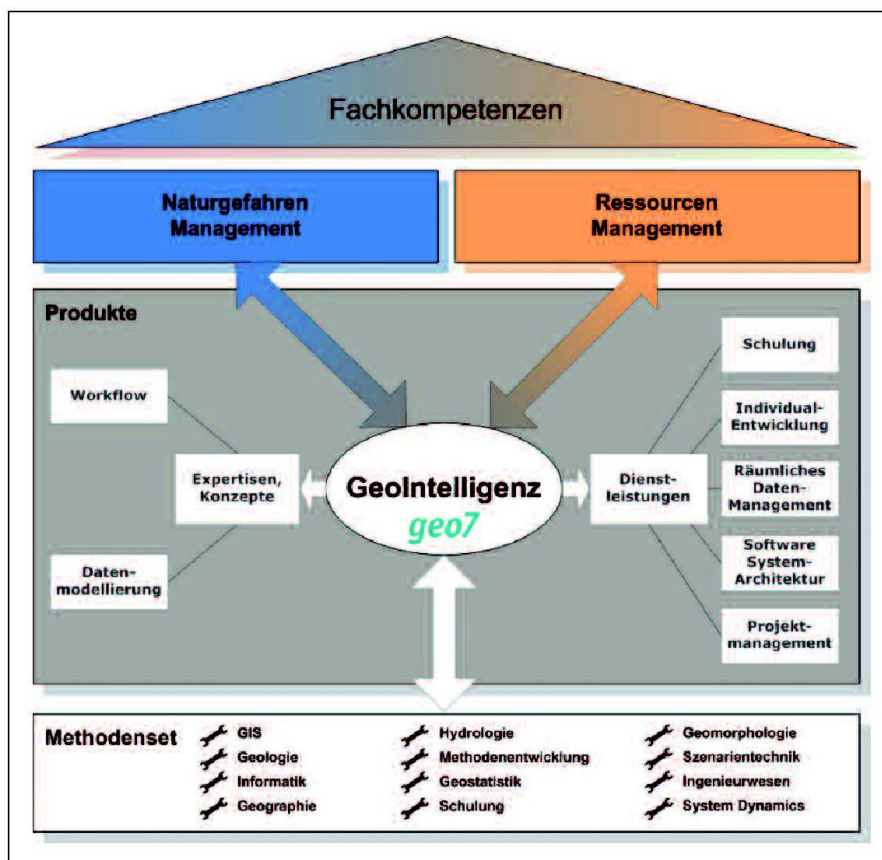 Fachkompetenzen
Naturgefahren
Management
Ressourcen
Management
Produkte
Workflow
Expertisen,
Konzepte
Daten-
modellierung
GeoIntelligenz
geo7
Dienst-
leistungen
Schulung
Individual-
Entwicklung
Räumliches
Daten-
Management
Software
System-
Architektur
Projekt-
management
Methodenset
GIS
Geologie
Informatik
Geographie
Hydrologie
Methodenentwicklung
Geostatistik
Schulung
Geomorphologie
Szenarientechnik
Ingenieurwesen
System Dynamics